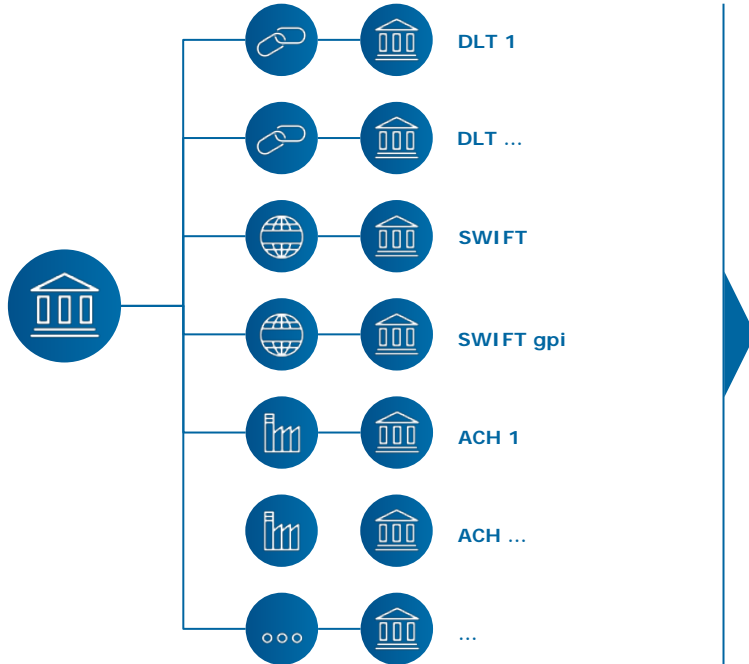 DLT 1
DLT ...
SWIFT
SWIFT gpi
ACH 1
ACH ...
...